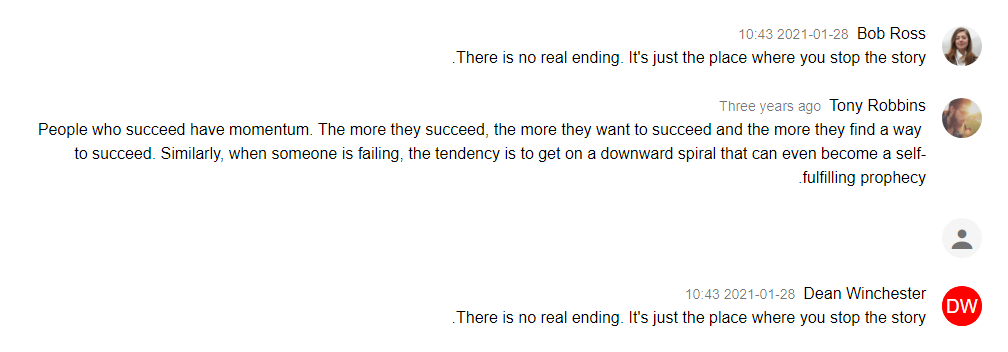 10:43 2021-01-28 Bob Ross
.There is no real ending. It's just the place where you stop the story
Three years ago Tony Robbins
People who succeed have momentum. The more they succeed, the more they want to succeed and the more they find a way
to succeed. Similarly, when someone is failing, the tendency is to get on a downward spiral that can even become a self-
.fulfilling prophecy
10:43 2021-01-28 Dean Winchester
DW
.There is no real ending. It's just the place where you stop the story